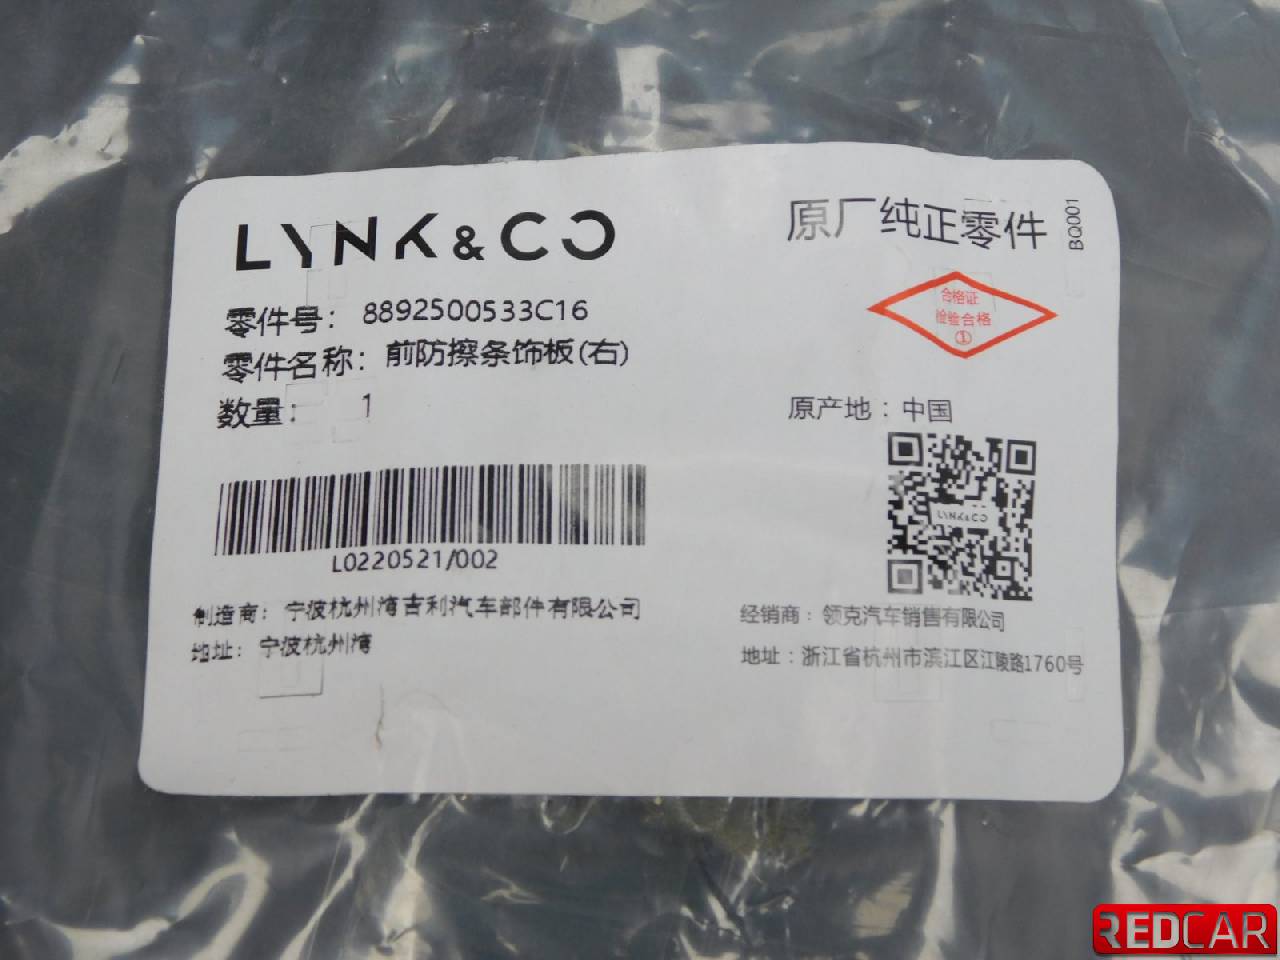 LYNK&CO
原厂纯正零件
BQ001
零件号： 8892500533C16
零件名称：前防擦条饰板(右)
数量： 1
合格证
检验合格
①
原产地：中国
LYNK&CO
L0220521/002
制造商：宁波杭州湾吉利汽车部件有限公司
地址：宁波杭州湾
经销商：领克汽车销售有限公司
地址：浙江省杭州市滨江区江陵路1760号
REDCAR